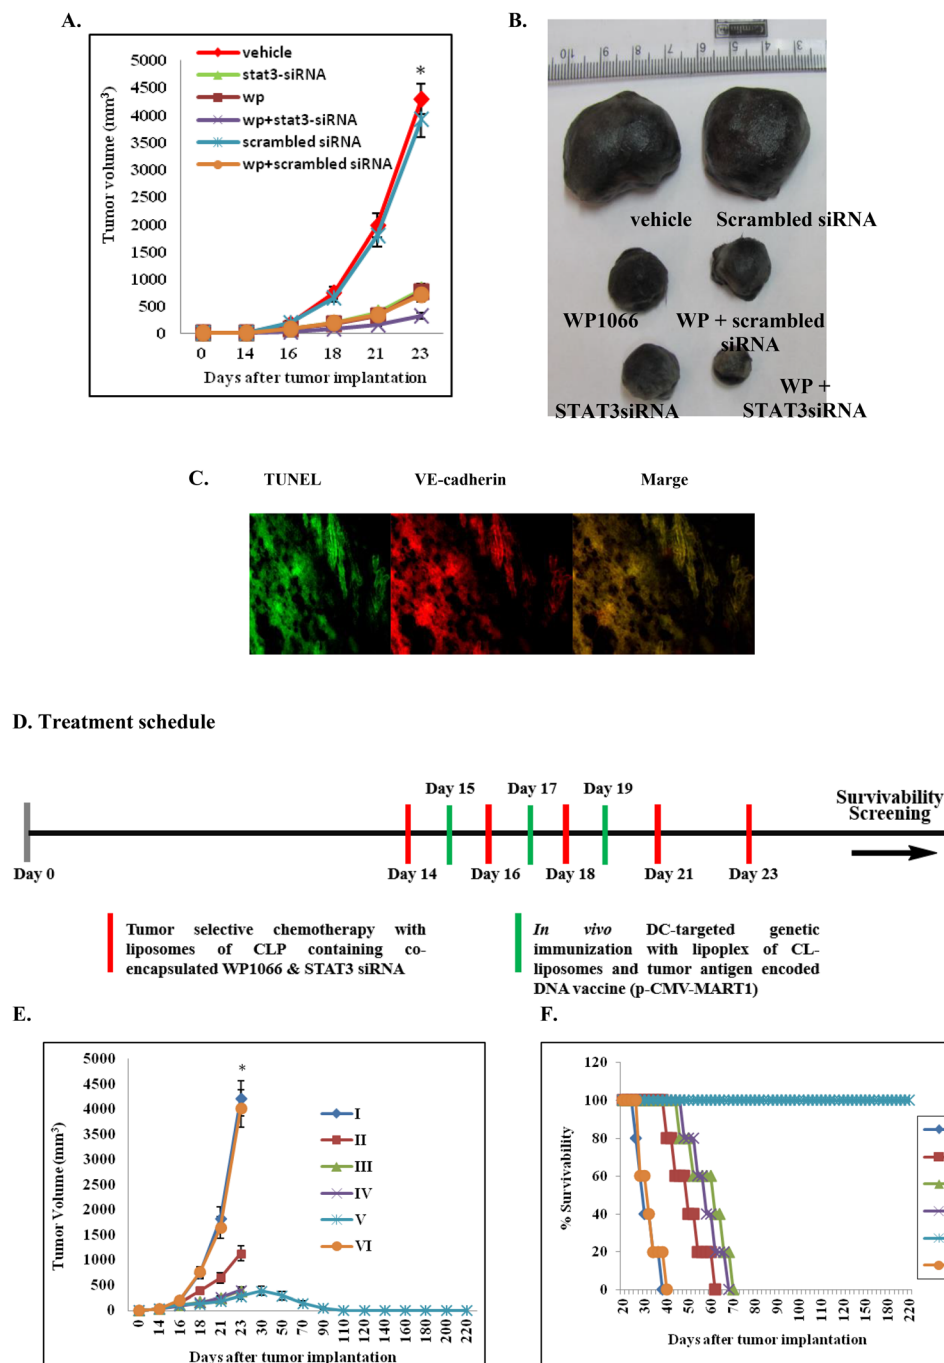 A.
5000
4500
4000
3500
3000
2500
2000
1500
1000
500
0
Tumor volume (mm³)
vehicle
stat3-siRNA
wp
wp+stat3-siRNA
scrambled siRNA
wp+scrambled siRNA
*
0 14 16 18 21 23
Days after tumor implantation
B.
10 9 8 7 6 5 4 3
vehicle Scrambled siRNA
WP1066 WP + scrambled
siRNA
STAT3siRNA WP +
STAT3siRNA
C.
TUNEL VE-cadherin Marge
D. Treatment schedule
Day 15 Day 17 Day 19
Survivability
Screening
Day 0 Day 14 Day 16 Day 18 Day 21 Day 23
Tumor selective chemotherapy with
liposomes of CLP containing co-
encapsulated WP1066 & STAT3 siRNA
In vivo DC-targeted genetic
immunization with lipoplex of CL-
liposomes and tumor antigen encoded
DNA vaccine (p-CMV-MART1)
E.
5000
4500
4000
3500
3000
2500
2000
1500
1000
500
0
Tumor Volume (mm³)
*
I
II
III
IV
V
VI
0 14 16 18 21 23 30 50 70 90 110 140 160 180 200 220
Days after tumor implantation
F.
120
100
80
60
40
20
0
% Survivability
20 30 40 50 60 70 90 110 130 150 180 220
Days after tumor implantation